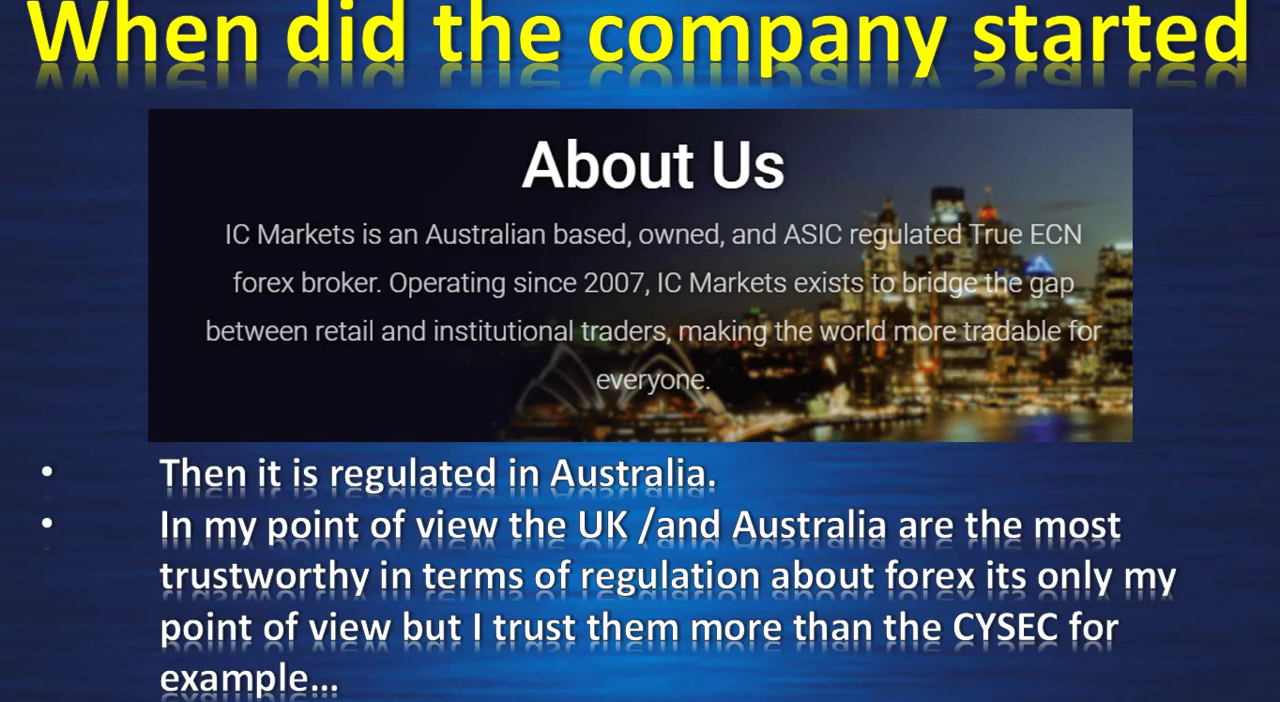 When did the company started
About Us
IC Markets is an Australian based, owned, and ASIC regulated True ECN
forex broker. Operating since 2007, IC Markets exists to bridge the gap
between retail and institutional traders, making the world more tradable for
everyone.
• Then it is regulated in Australia.
• In my point of view the UK /and Australia are the most
trustworthy in terms of regulation about forex its only my
point of view but I trust them more than the CYSEC for
example…